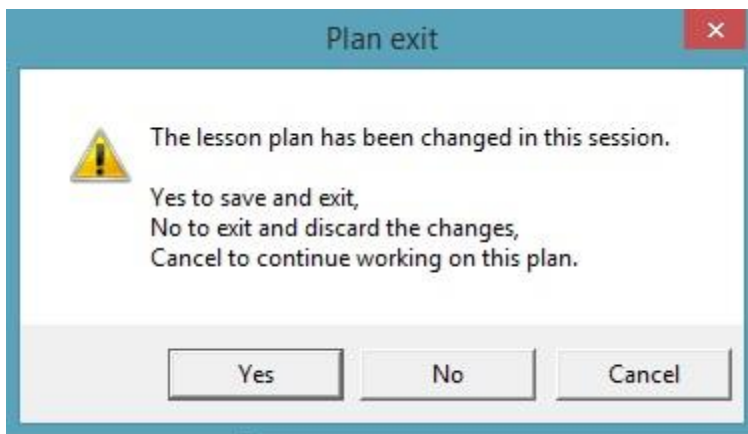 Plan exit
The lesson plan has been changed in this session.
Yes to save and exit,
No to exit and discard the changes,
Cancel to continue working on this plan.
Yes No Cancel